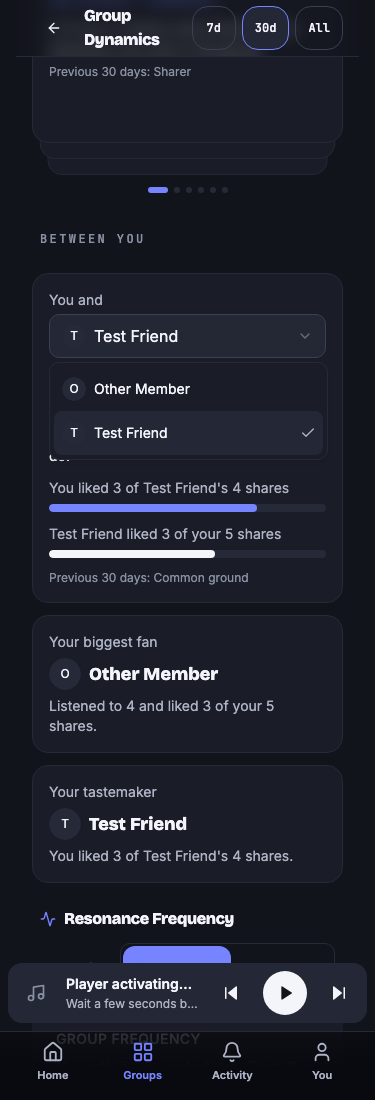 Group
Dynamics
7d
30d
All
Previous 30 days: Sharer
BETWEEN YOU
You and
T
Test Friend
O
Other Member
T
Test Friend
You liked 3 of Test Friend's 4 shares
Test Friend liked 3 of your 5 shares
Previous 30 days: Common ground
Your biggest fan
O
Other Member
Listened to 4 and liked 3 of your 5
shares.
Your tastemaker
T
Test Friend
You liked 3 of Test Friend's 4 shares.
Resonance Frequency
Player activating...
Wait a few seconds b...
GROUP FREQUENCY
Home
Groups
Activity
You